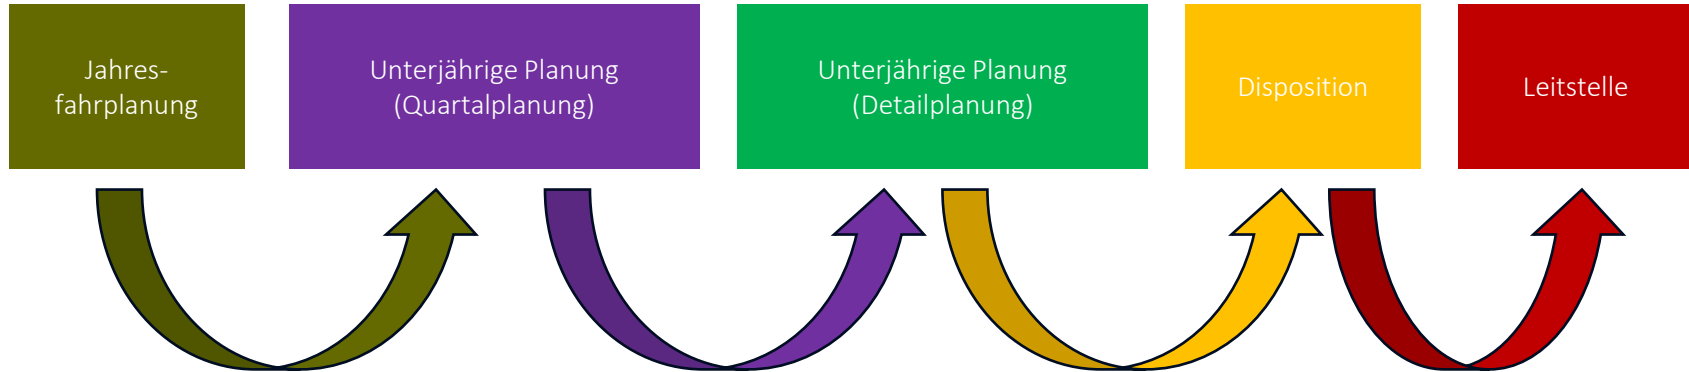 Jahres-
fahrplanung
Unterjährige Planung
(Quartalplanung)
Unterjährige Planung
(Detailplanung)
Disposition
Leitstelle